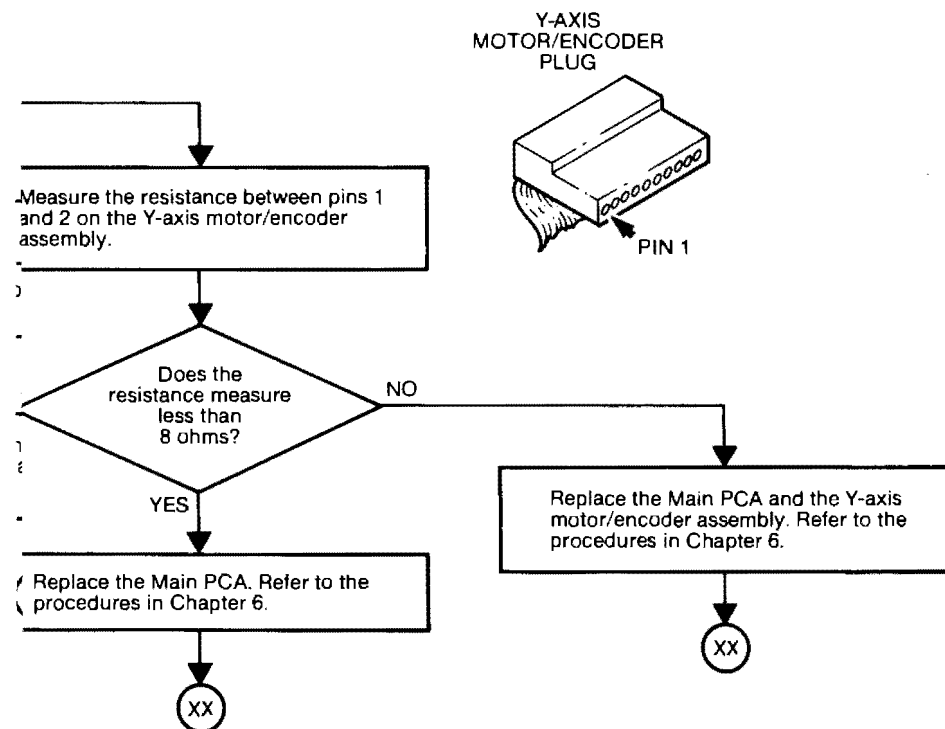 Y-AXIS
MOTOR/ENCODER
PLUG
PIN 1
Measure the resistance between pins 1
and 2 on the Y-axis motor/encoder
assembly.
Does the
resistance measure
less than
8 ohms?
NO
YES
Replace the Main PCA and the Y-axis
motor/encoder assembly. Refer to the
procedures in Chapter 6.
Replace the Main PCA. Refer to the
procedures in Chapter 6.
XX
XX